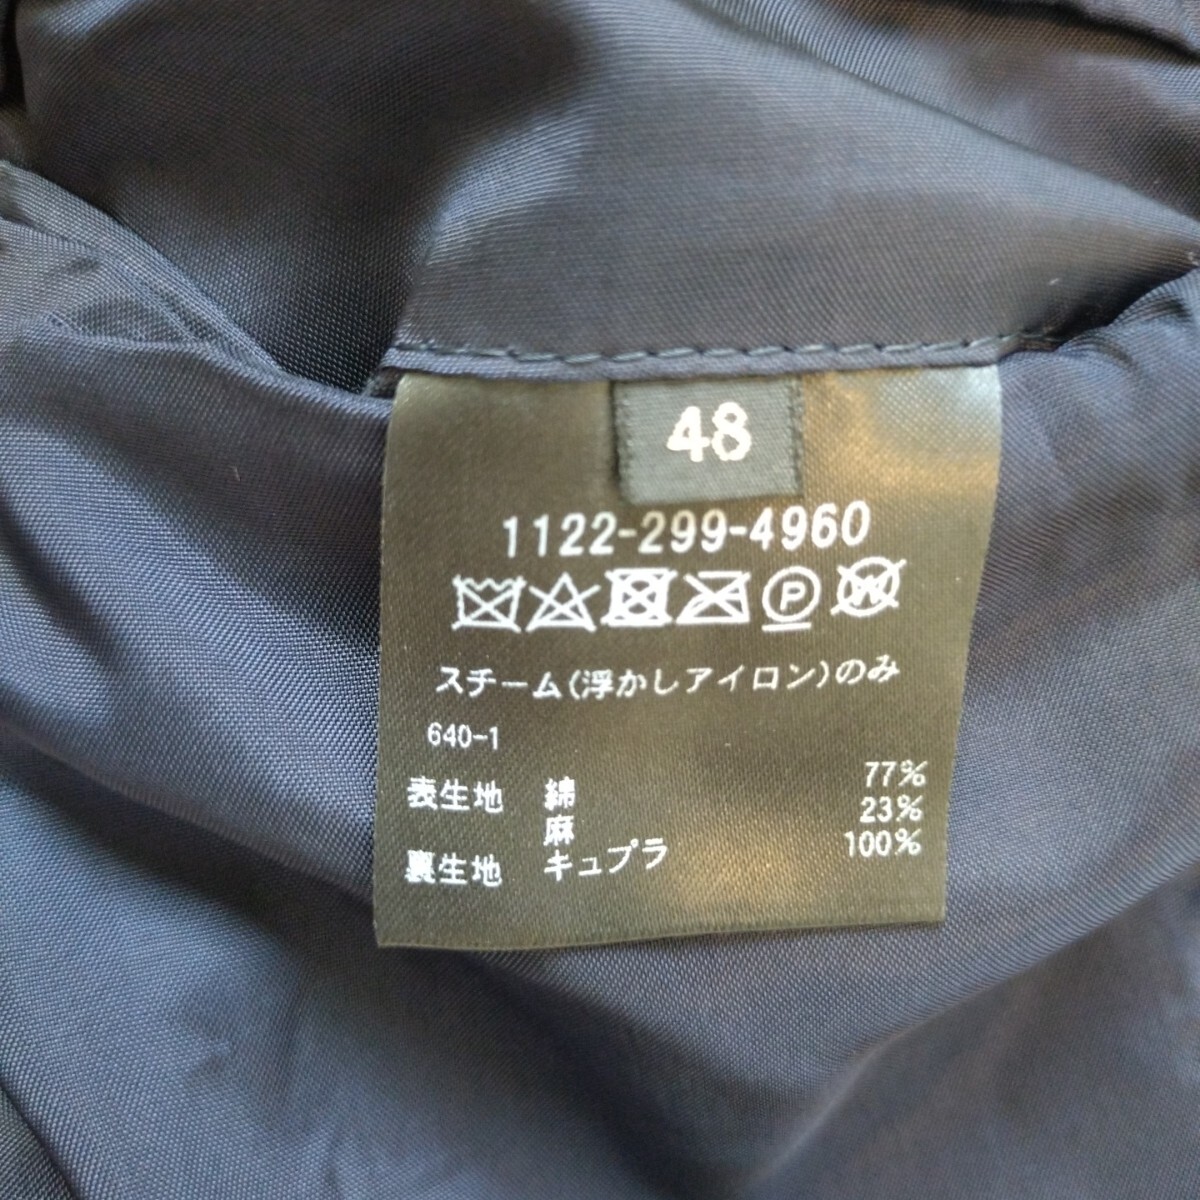 48
1122-299-4960
P W
スチーム(浮かしアイロン)のみ
640-1
表生地 綿 77%
麻 23%
裏生地 キュプラ 100%